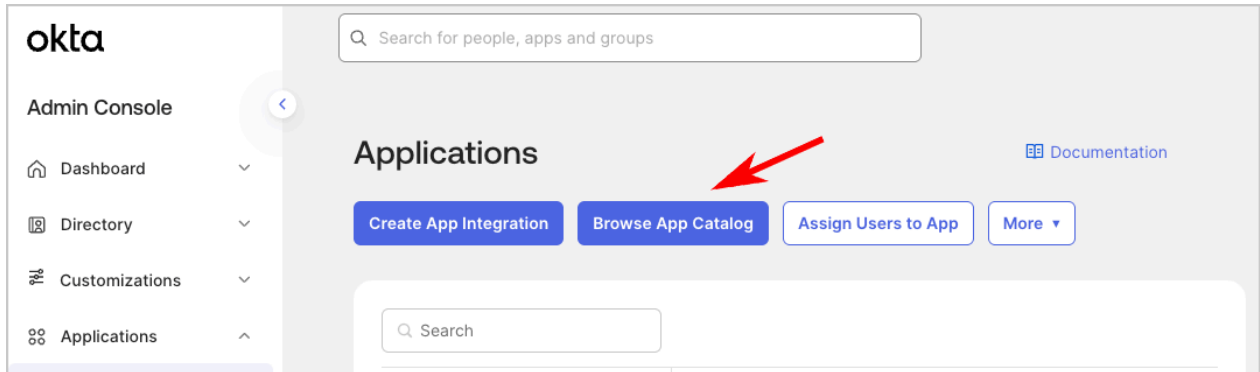 okta
Search for people, apps and groups
Admin Console
Applications
Documentation
Dashboard
Directory
Create App Integration
Browse App Catalog
Assign Users to App
More
Customizations
Applications
Search